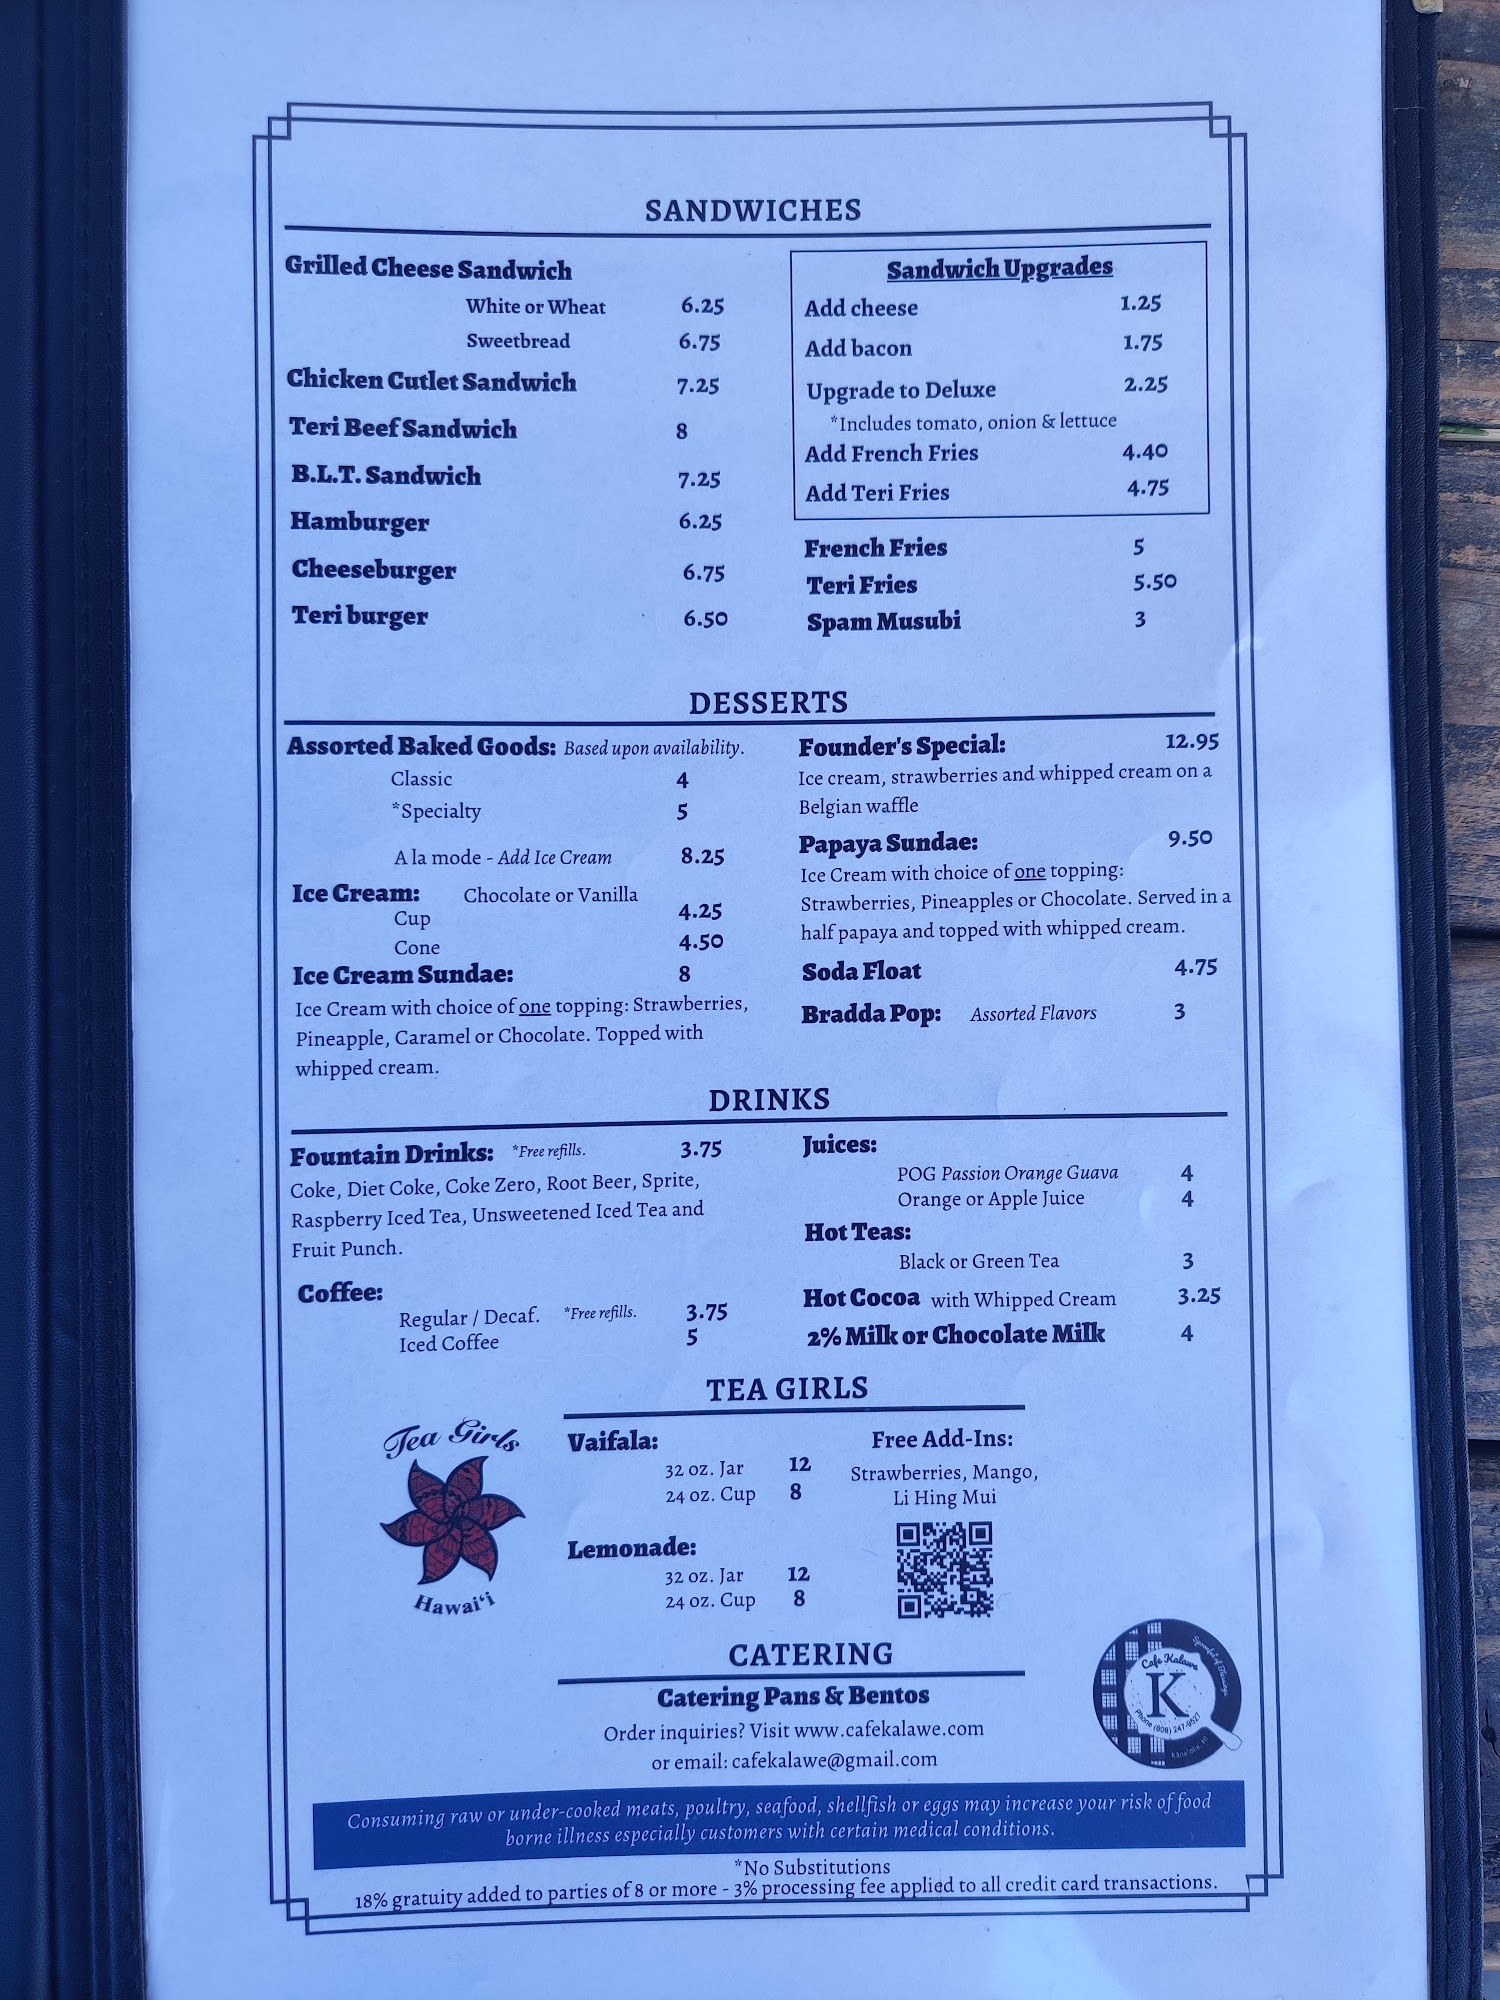 SANDWICHES
Grilled Cheese Sandwich
White or Wheat 6.25
Sweetbread 6.75
Chicken Cutlet Sandwich 7.25
Teri Beef Sandwich 8
B.L.T. Sandwich 7.25
Hamburger 6.25
Cheeseburger 6.75
Teri burger 6.50
Sandwich Upgrades
Add cheese 1.25
Add bacon 1.75
Upgrade to Deluxe 2.25
*Includes tomato, onion & lettuce
Add French Fries 4.40
Add Teri Fries 4.75
French Fries 5
Teri Fries 5.50
Spam Musubi 3
DESSERTS
Assorted Baked Goods: Based upon availability.
Classic 4
*Specialty 5
A la mode - Add Ice Cream 8.25
Ice Cream: Chocolate or Vanilla
Cup 4.25
Cone 4.50
Ice Cream Sundae: 8
Ice Cream with choice of one topping: Strawberries,
Pineapple, Caramel or Chocolate. Topped with
whipped cream.
Founder's Special: 12.95
Ice cream, strawberries and whipped cream on a
Belgian waffle
Papaya Sundae: 9.50
Ice Cream with choice of one topping:
Strawberries, Pineapples or Chocolate. Served in a
half papaya and topped with whipped cream.
Soda Float 4.75
Bradda Pop: Assorted Flavors 3
DRINKS
Fountain Drinks: *Free refills. 3.75
Coke, Diet Coke, Coke Zero, Root Beer, Sprite,
Raspberry Iced Tea, Unsweetened Iced Tea and
Fruit Punch.
Coffee:
Regular / Decaf. *Free refills. 3.75
Iced Coffee 5
Juices:
POG Passion Orange Guava 4
Orange or Apple Juice 4
Hot Teas:
Black or Green Tea 3
Hot Cocoa with Whipped Cream 3.25
2% Milk or Chocolate Milk 4
TEA GIRLS
Tea Girls
Hawai‘i
Vaifala:
32 oz. Jar 12
24 oz. Cup 8
Lemonade:
32 oz. Jar 12
24 oz. Cup 8
Free Add-Ins:
Strawberries, Mango,
Li Hing Mui
CATERING
Catering Pans & Bentos
Order inquiries? Visit www.cafekalawe.com
or email: cafekalawe@gmail.com
Spoonful of Blessings
Cafe Kalawe
K
Phone (808) 247-9527
Consuming raw or under-cooked meats, poultry, seafood, shellfish or eggs may increase your risk of food
borne illness especially customers with certain medical conditions.
*No Substitutions
18% gratuity added to parties of 8 or more - 3% processing fee applied to all credit card transactions.